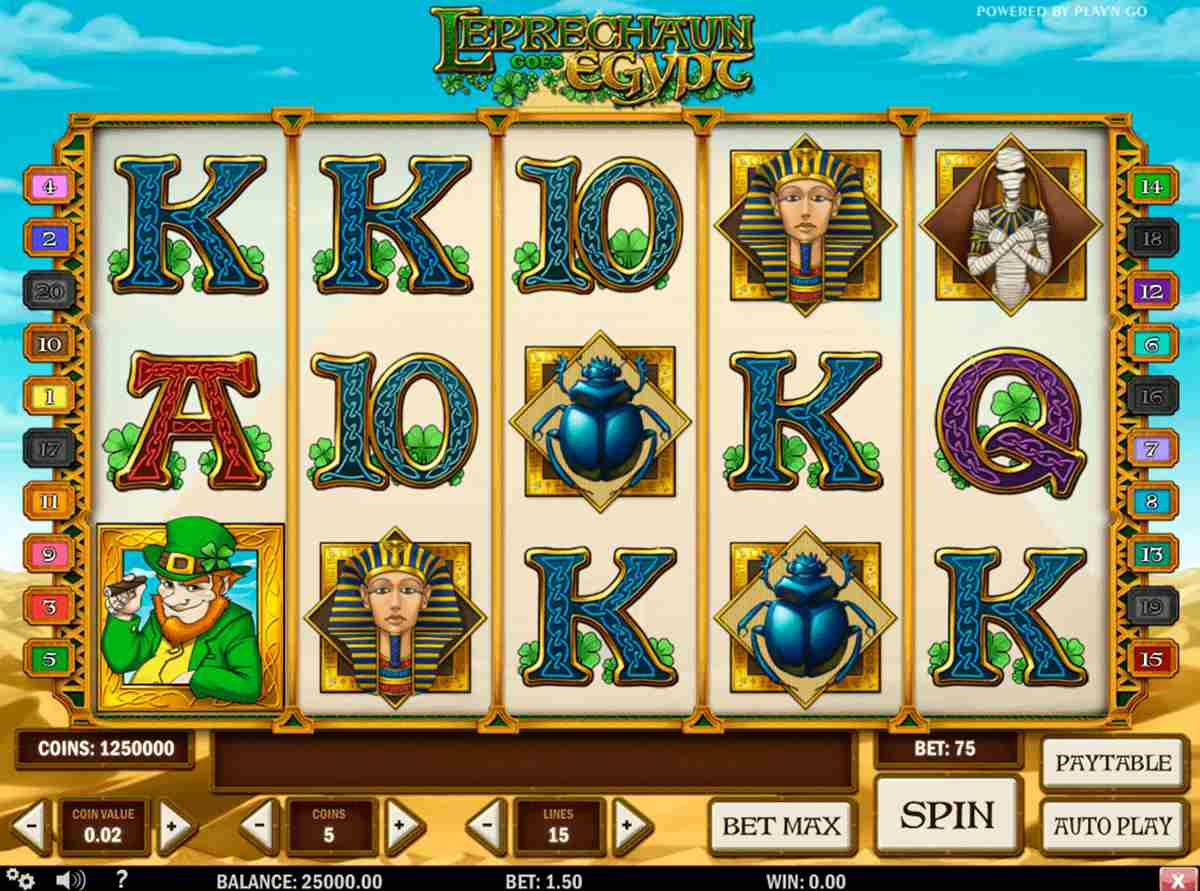 POWERED BY PLAY'N GO
LEPRECHAUN
GOES EGYPT
K K 10
A 10 K Q
K K
4
2
20
10
1
17
11
9
3
5
14
18
12
6
16
7
8
13
19
15
COINS: 1250000
BET: 75
PAYTABLE
COIN VALUE
0.02
COINS
5
LINES
15
- +
- +
- +
BET MAX
SPIN
AUTO PLAY
? BALANCE: 25000.00 BET: 1.50 WIN: 0.00 X